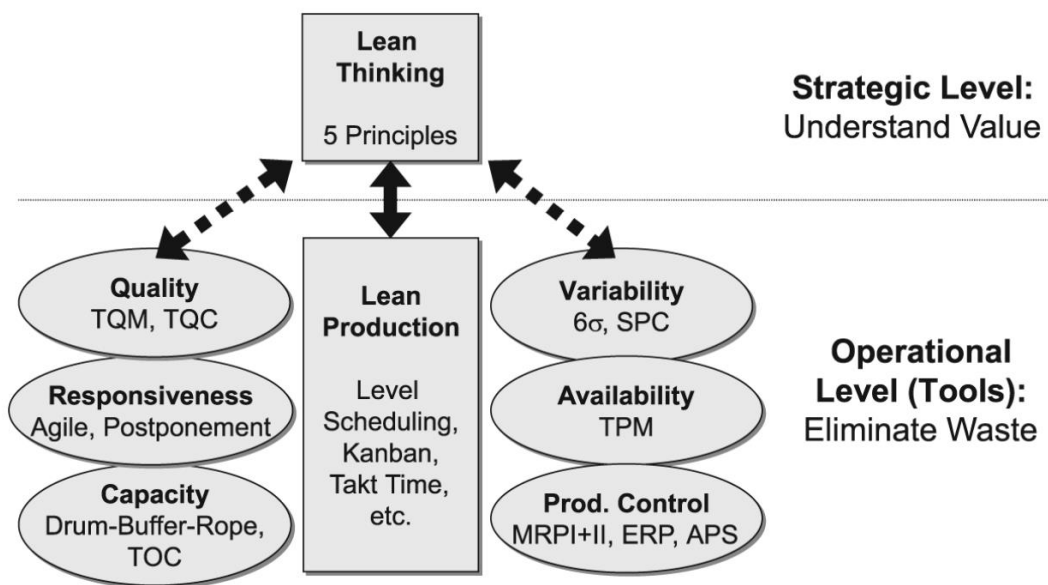 Lean
Thinking
5 Principles
Strategic Level:
Understand Value
Quality
TQM, TQC
Responsiveness
Agile, Postponement
Capacity
Drum-Buffer-Rope,
TOC
Lean
Production
Level
Scheduling,
Kanban,
Takt Time,
etc.
Variability
6σ, SPC
Availability
TPM
Prod. Control
MRPI+II, ERP, APS
Operational
Level (Tools):
Eliminate Waste